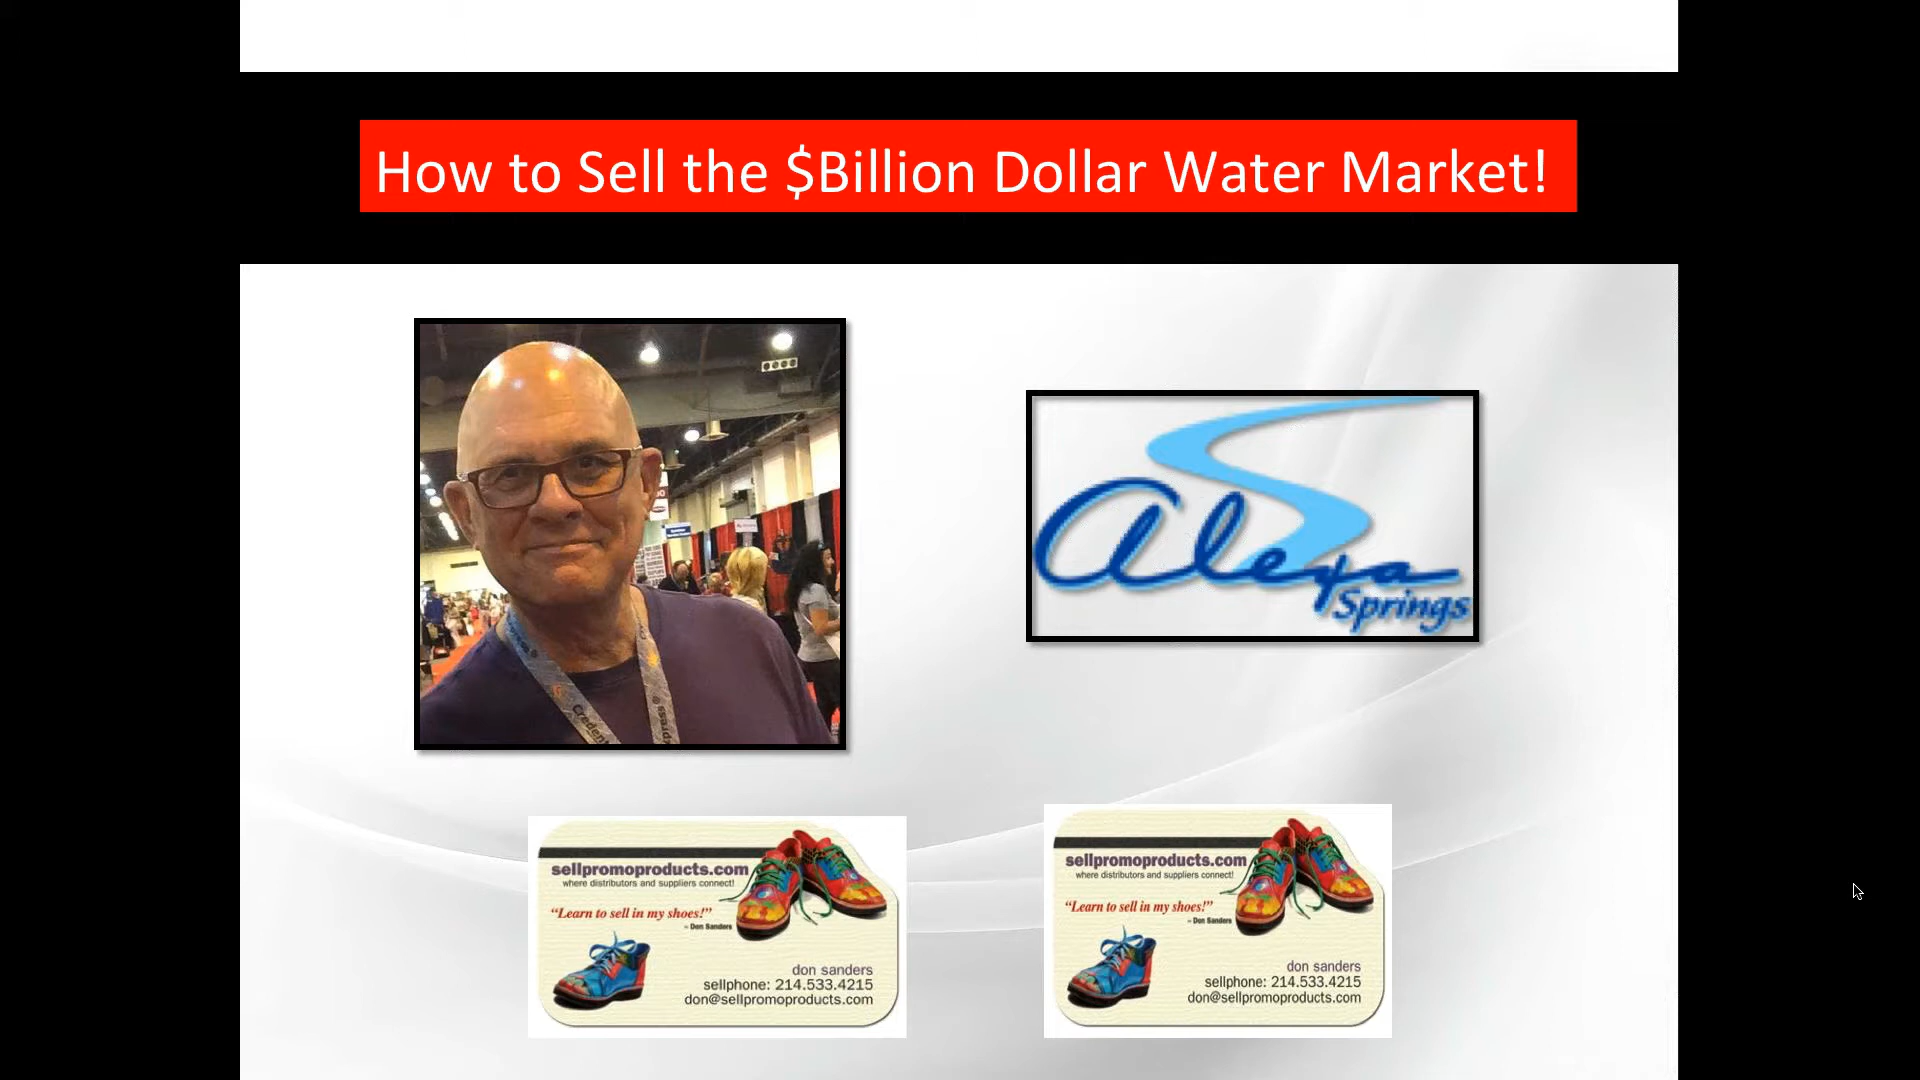 How to Sell the $Billion Dollar Water Market!
Alexa
Springs
sellpromoproducts.com
where distributors and suppliers connect!
“Learn to sell in my shoes!”
– Don Sanders
don sanders
sellphone: 214.533.4215
don@sellpromoproducts.com
sellpromoproducts.com
where distributors and suppliers connect!
“Learn to sell in my shoes!”
– Don Sanders
don sanders
sellphone: 214.533.4215
don@sellpromoproducts.com